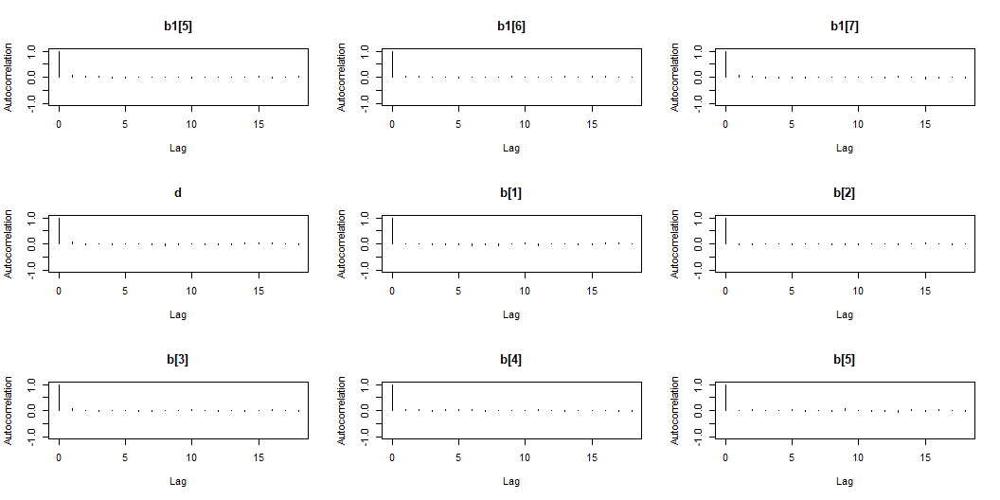 b1[5] b1[6] b1[7]
Autocorrelation Autocorrelation Autocorrelation
-1.0 0.0 1.0 -1.0 0.0 1.0 -1.0 0.0 1.0
0 5 10 15 0 5 10 15 0 5 10 15
Lag Lag Lag
d b[1] b[2]
Autocorrelation Autocorrelation Autocorrelation
-1.0 0.0 1.0 -1.0 0.0 1.0 -1.0 0.0 1.0
0 5 10 15 0 5 10 15 0 5 10 15
Lag Lag Lag
b[3] b[4] b[5]
Autocorrelation Autocorrelation Autocorrelation
-1.0 0.0 1.0 -1.0 0.0 1.0 -1.0 0.0 1.0
0 5 10 15 0 5 10 15 0 5 10 15
Lag Lag Lag